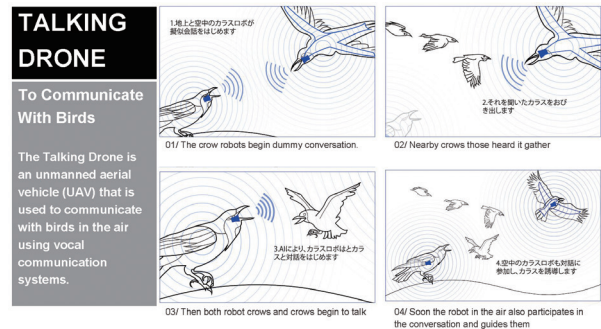 TALKING
DRONE
To Communicate
With Birds
The Talking Drone is
an unmanned aerial
vehicle (UAV) that is
used to communicate
with birds in the air
using vocal
communication
systems.
1.地上と空中のカラスロボが
擬似会話をはじめます
01/ The crow robots begin dummy conversation.
2.それを聞いたカラスをおび
き出します
02/ Nearby crows those heard it gather
3.AIにより、カラスロボはとカラ
スと対話をはじめます
03/ Then both robot crows and crows begin to talk
4.空中のカラスロボも対話に
参加し、カラスを誘導します
04/ Soon the robot in the air also participates in
the conversation and guides them